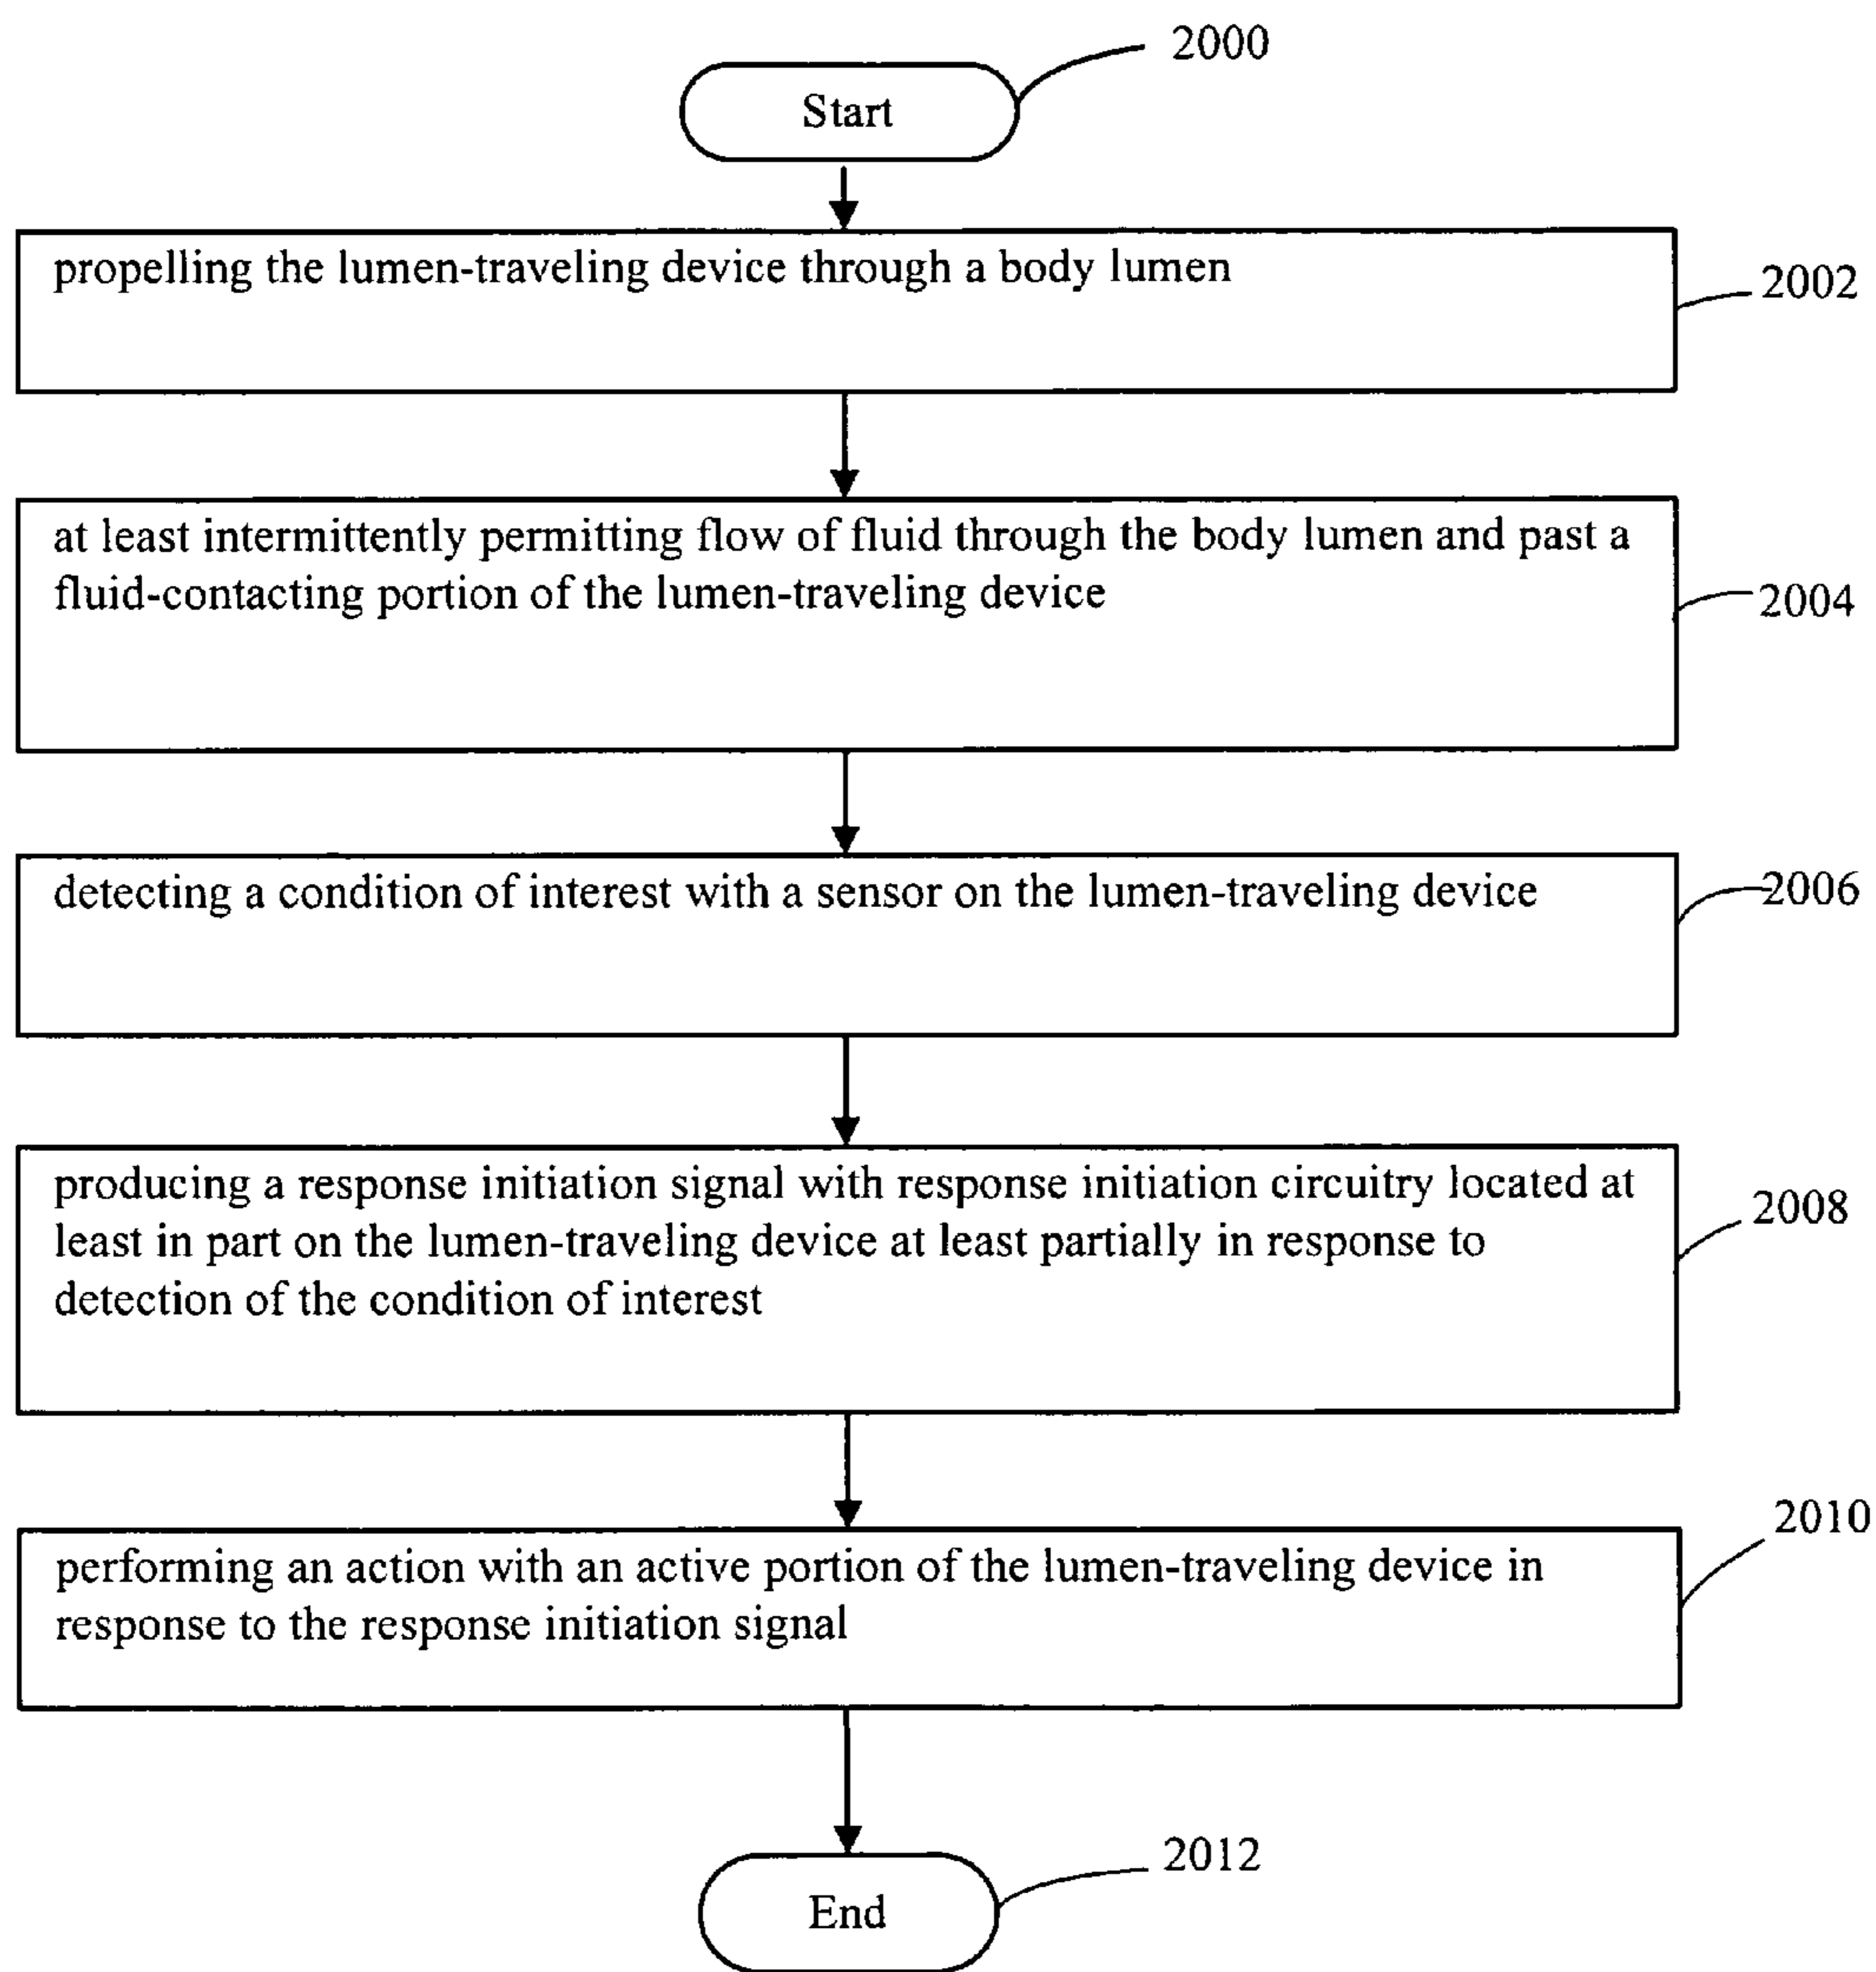 2000
Start
propelling the lumen-traveling device through a body lumen
2002
at least intermittently permitting flow of fluid through the body lumen and past a
fluid-contacting portion of the lumen-traveling device
2004
detecting a condition of interest with a sensor on the lumen-traveling device
2006
producing a response initiation signal with response initiation circuitry located at
least in part on the lumen-traveling device at least partially in response to
detection of the condition of interest
2008
performing an action with an active portion of the lumen-traveling device in
response to the response initiation signal
2010
2012
End